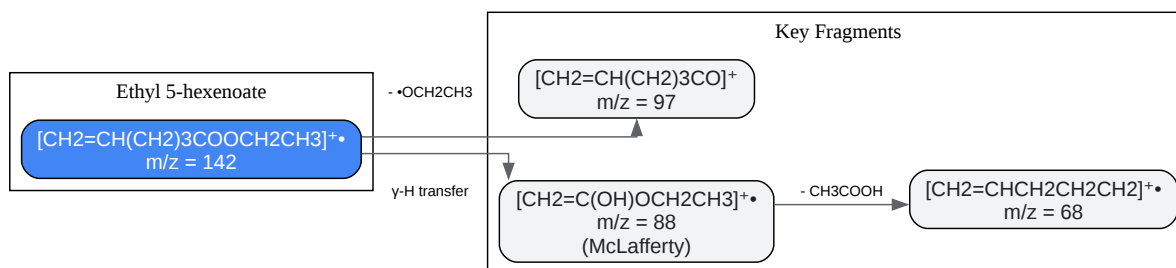 Key Fragments
Ethyl 5-hexenoate
[CH2=CH(CH2)3COOCH2CH3]⁺•
m/z = 142
- •OCH2CH3
γ-H transfer
[CH2=CH(CH2)3CO]⁺
m/z = 97
[CH2=C(OH)OCH2CH3]⁺•
m/z = 88
(McLafferty)
- CH3COOH
[CH2=CHCH2CH2CH2]⁺•
m/z = 68